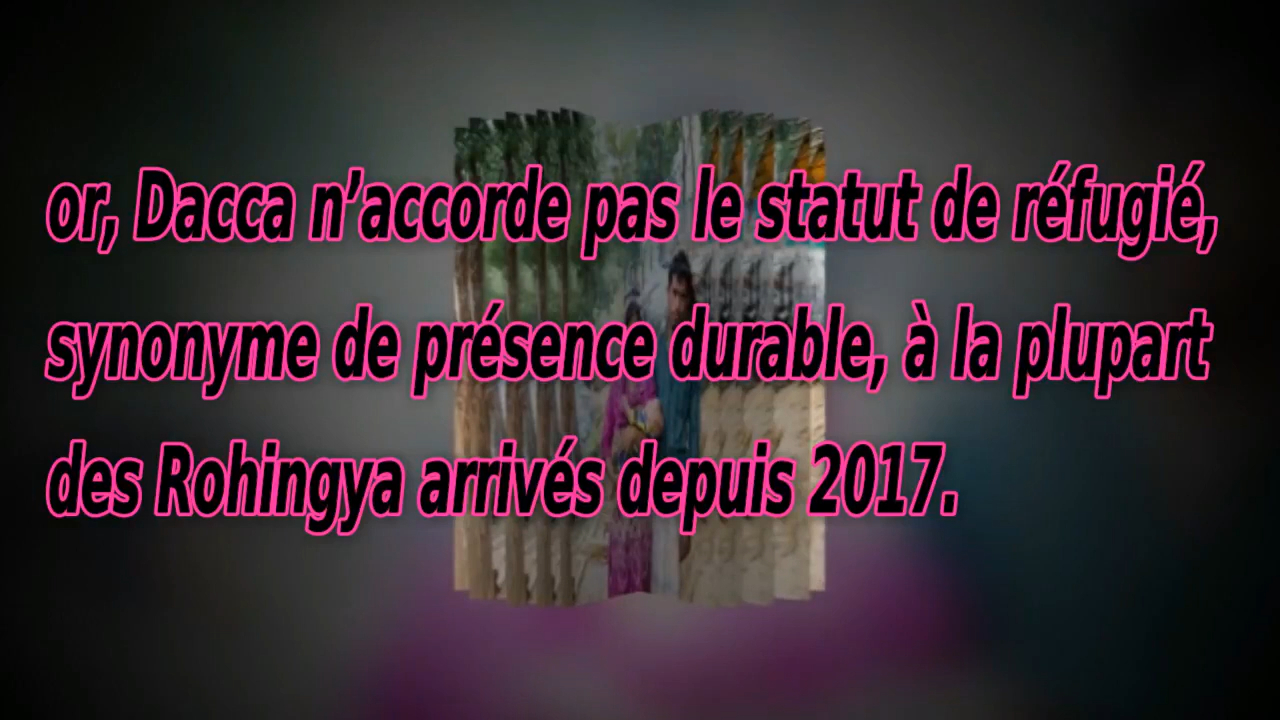 or, Dacca n’accorde pas le statut de réfugié,
synonyme de présence durable, à la plupart
des Rohingya arrivés depuis 2017.